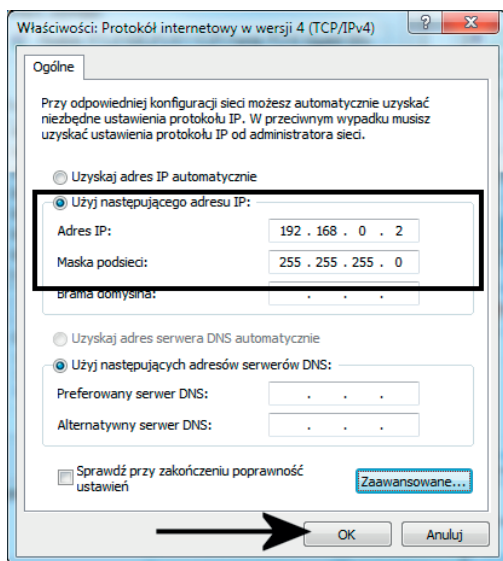 Właściwości: Protokół internetowy w wersji 4 (TCP/IPv4)
Ogólne
Przy odpowiedniej konfiguracji sieci możesz automatycznie uzyskać
niezbędne ustawienia protokołu IP. W przeciwnym wypadku musisz
uzyskać ustawienia protokołu IP od administratora sieci.
Uzyskaj adres IP automatycznie
Użyj następującego adresu IP:
Adres IP: 192 . 168 . 0 . 2
Maska podsieci: 255 . 255 . 255 . 0
Brama domyślna: . . .
Uzyskaj adres serwera DNS automatycznie
Użyj następujących adresów serwerów DNS:
Preferowany serwer DNS: . . .
Alternatywny serwer DNS: . . .
Sprawdź przy zakończeniu poprawność
ustawień
Zaawansowane...
OK Anuluj